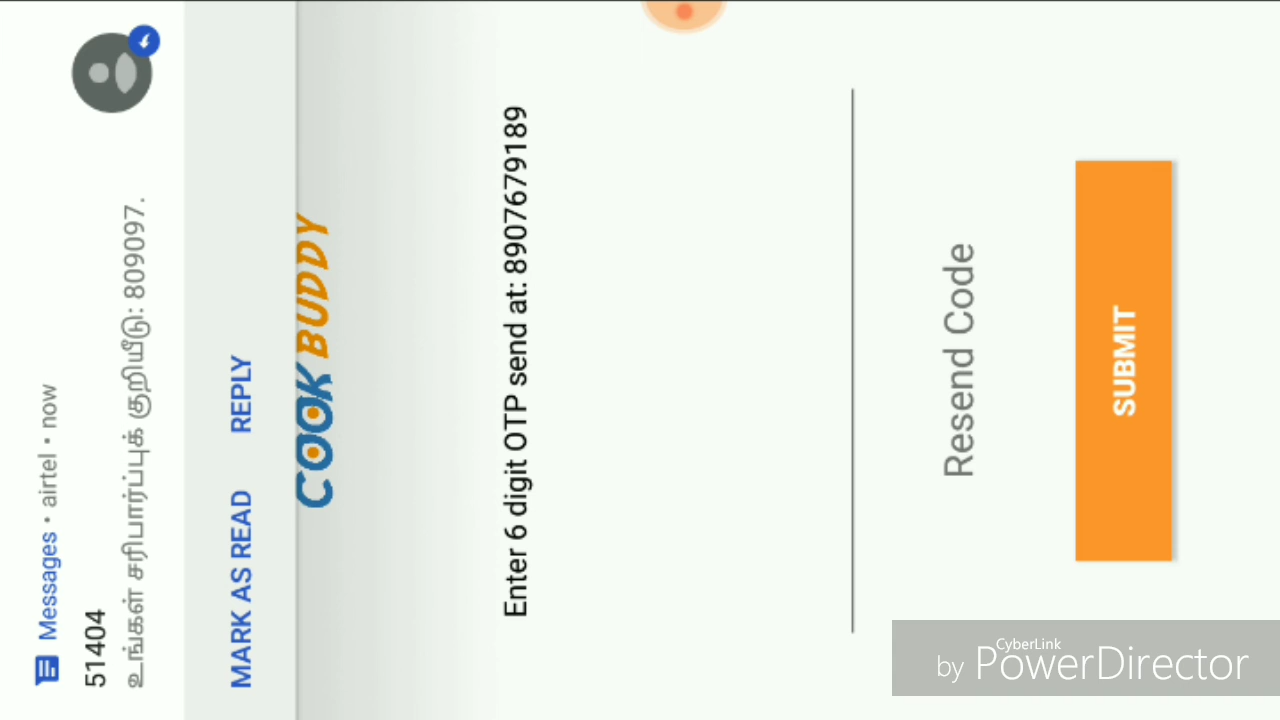 Messages • airtel • now
51404
உங்கள் சரிபார்ப்புக் குறியீடு: 809097.
MARK AS READ REPLY
COOK BUDDY
Enter 6 digit OTP send at: 8907679189
Resend Code
SUBMIT
CyberLink
by PowerDirector